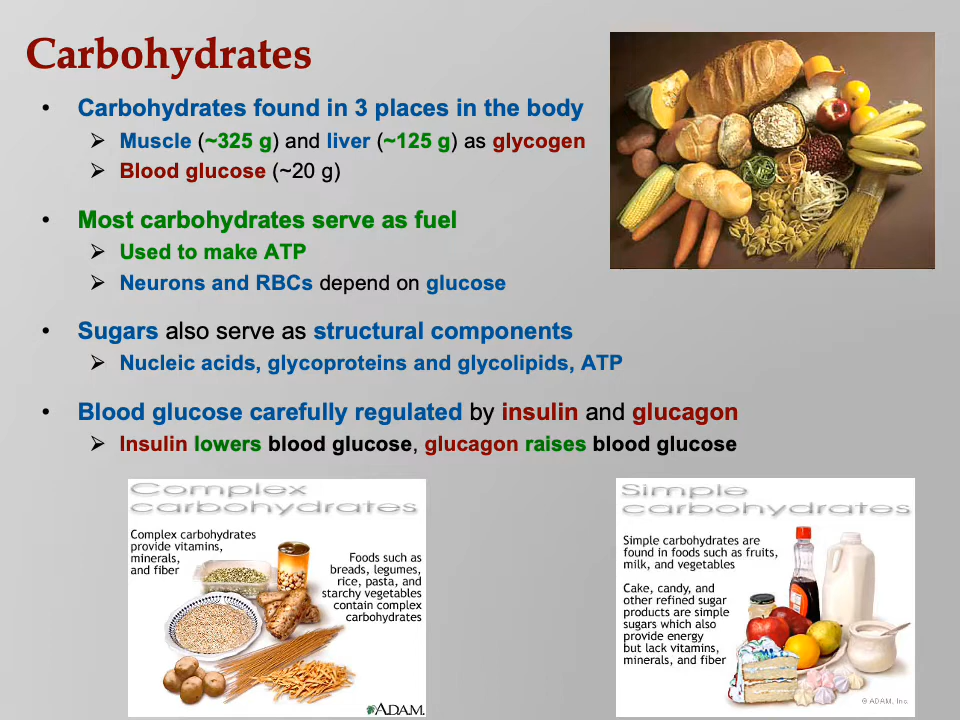 Carbohydrates
• Carbohydrates found in 3 places in the body
➢ Muscle (~325 g) and liver (~125 g) as glycogen
➢ Blood glucose (~20 g)
• Most carbohydrates serve as fuel
➢ Used to make ATP
➢ Neurons and RBCs depend on glucose
• Sugars also serve as structural components
➢ Nucleic acids, glycoproteins and glycolipids, ATP
• Blood glucose carefully regulated by insulin and glucagon
➢ Insulin lowers blood glucose, glucagon raises blood glucose
Complex
carbohydrates
Complex carbohydrates
provide vitamins,
minerals,
and fiber
Foods such as
breads, legumes,
rice, pasta, and
starchy vegetables
contain complex
carbohydrates
ADAM.
Simple
carbohydrates
Simple carbohydrates are
found in foods such as fruits,
milk, and vegetables
Cake, candy, and
other refined sugar
products are simple
sugars which also
provide energy
but lack vitamins,
minerals, and fiber
© ADAM, Inc.